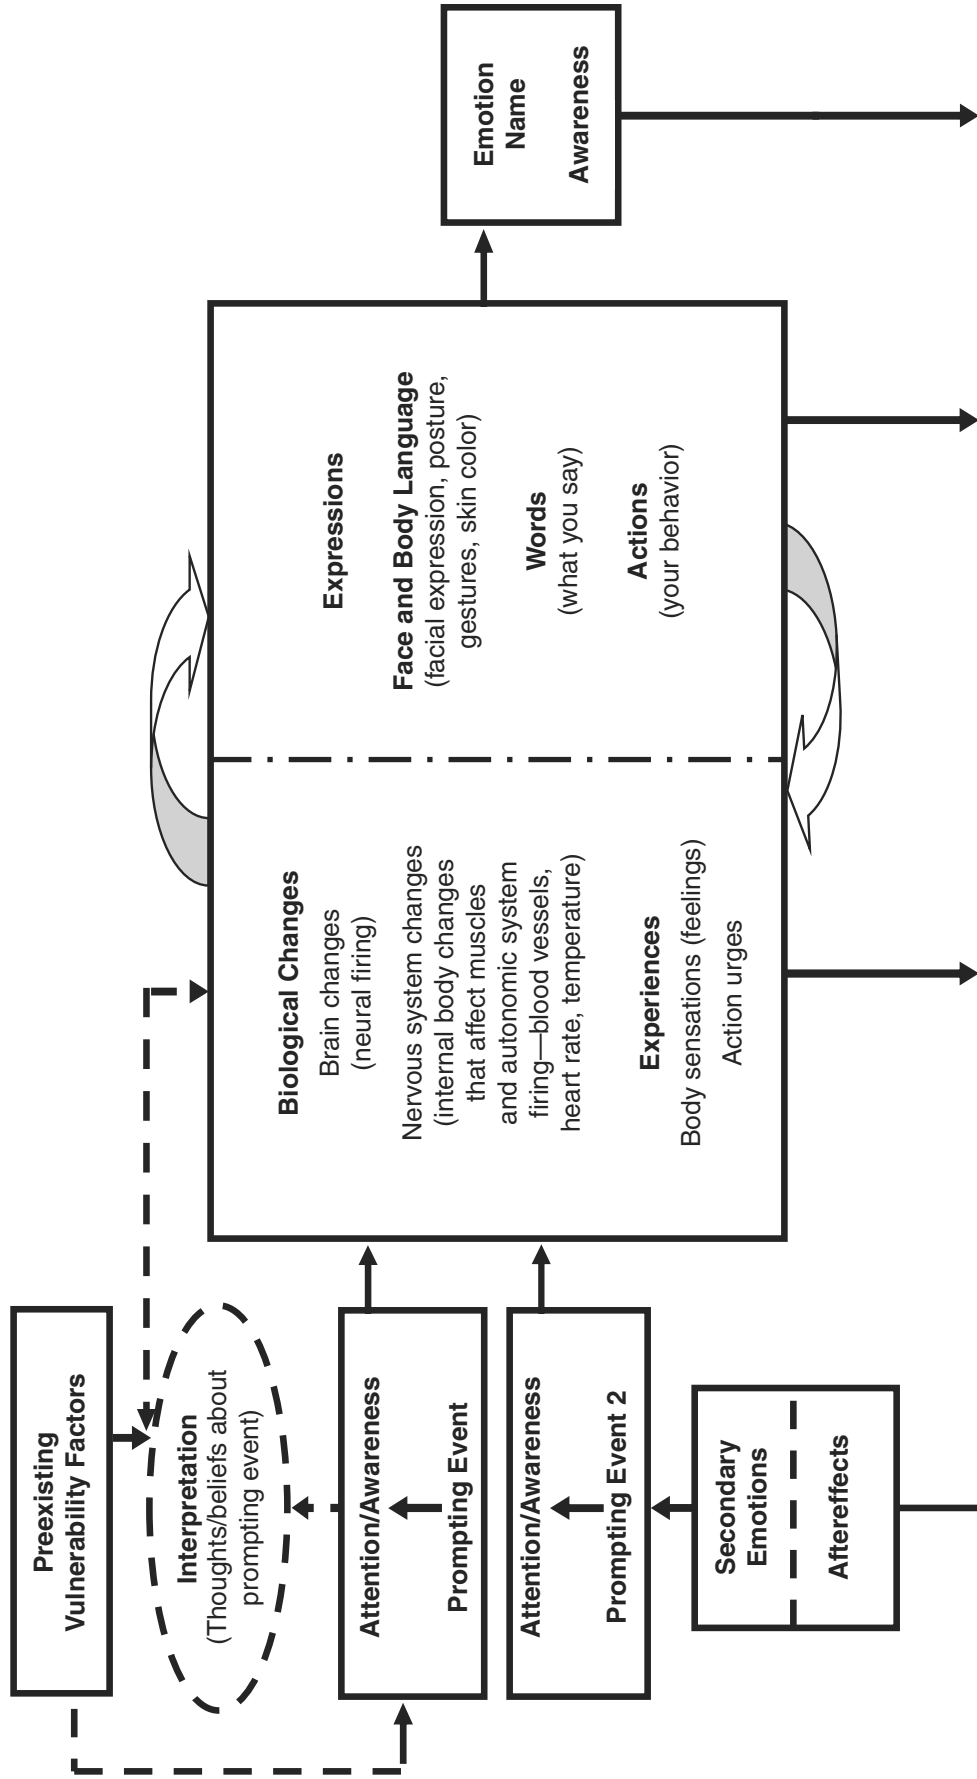 Preexisting
Vulnerability Factors
Interpretation
(Thoughts/beliefs about
prompting event)
Attention/Awareness
Prompting Event
Attention/Awareness
Prompting Event 2
Secondary
Emotions
Aftereffects
Biological Changes
Brain changes
(neural firing)
Nervous system changes
(internal body changes
that affect muscles
and autonomic system
firing—blood vessels,
heart rate, temperature)
Experiences
Body sensations (feelings)
Action urges
Expressions
Face and Body Language
(facial expression, posture,
gestures, skin color)
Words
(what you say)
Actions
(your behavior)
Emotion
Name
Awareness